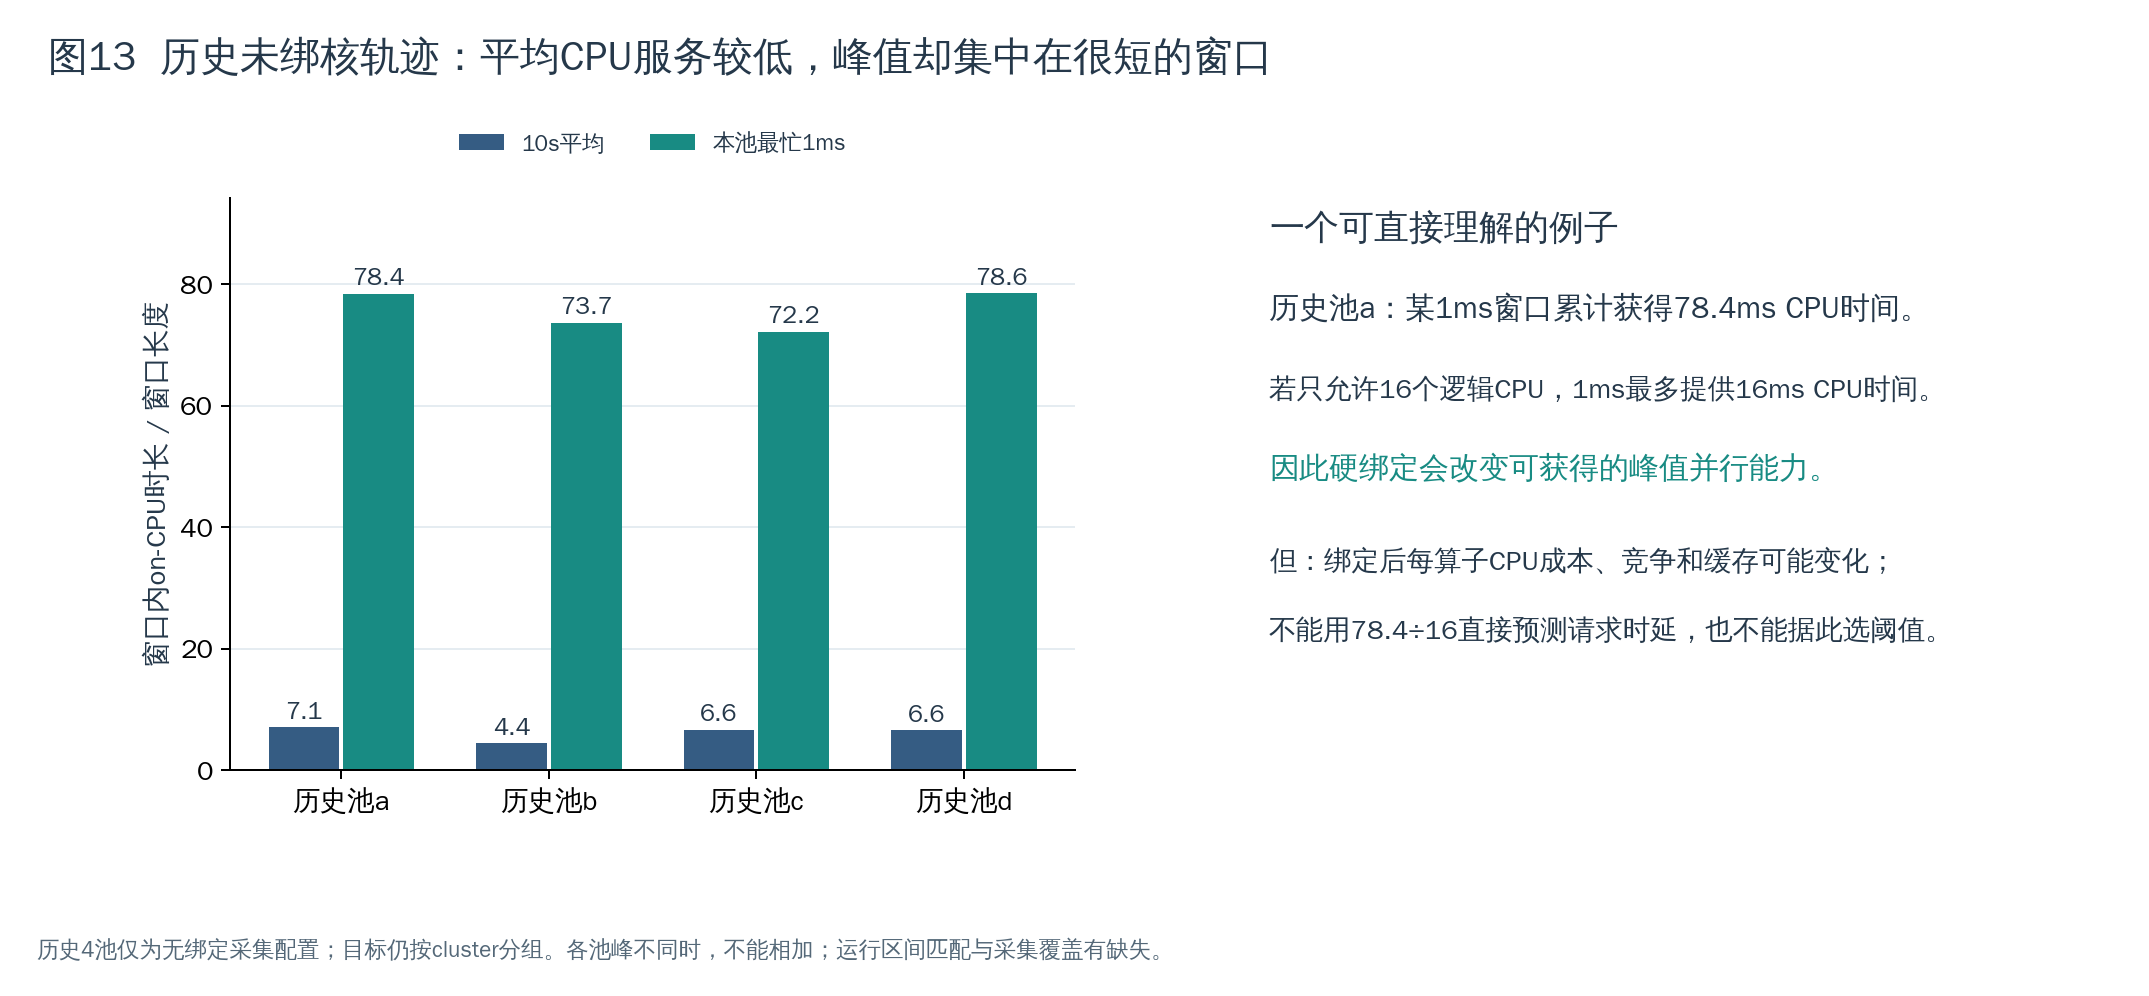 图13 历史未绑核轨迹：平均CPU服务较低，峰值却集中在很短的窗口
10s平均
本池最忙1ms
窗口内on-CPU时长 / 窗口长度
80
60
40
20
0
7.1
78.4
4.4
73.7
6.6
72.2
6.6
78.6
历史池a
历史池b
历史池c
历史池d
一个可直接理解的例子
历史池a：某1ms窗口累计获得78.4ms CPU时间。
若只允许16个逻辑CPU，1ms最多提供16ms CPU时间。
因此硬绑定会改变可获得的峰值并行能力。
但：绑定后每算子CPU成本、竞争和缓存可能变化；
不能用78.4÷16直接预测请求时延，也不能据此选阈值。
历史4池仅为无绑定采集配置；目标仍按cluster分组。各池峰不同时，不能相加；运行区间匹配与采集覆盖有缺失。